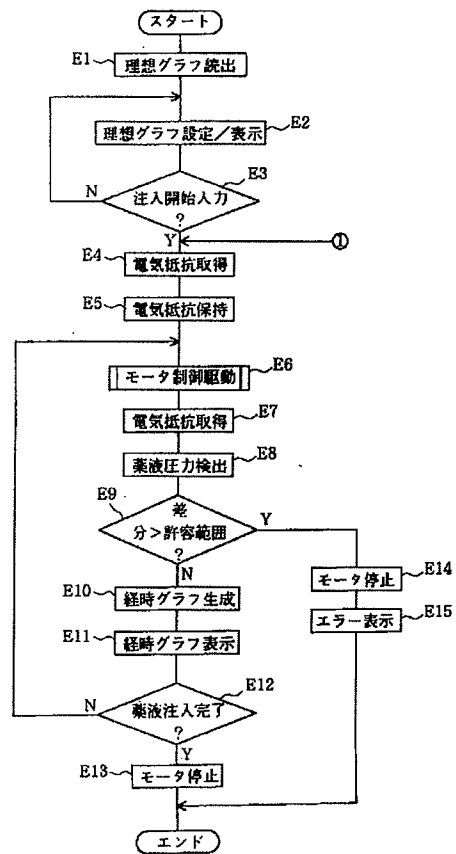 スタート
E1
理想グラフ読出
理想グラフ設定／表示
E2
E3
注入開始入力
?
N
Y
①
E4
電気抵抗取得
E5
電気抵抗保持
モータ制御駆動
E6
電気抵抗取得
E7
薬液圧力検出
E8
E9
差
分>許容範囲
?
Y
N
E10
経時グラフ生成
モータ停止
E14
E11
経時グラフ表示
エラー表示
E15
E12
薬液注入完了
?
N
Y
E13
モータ停止
エンド